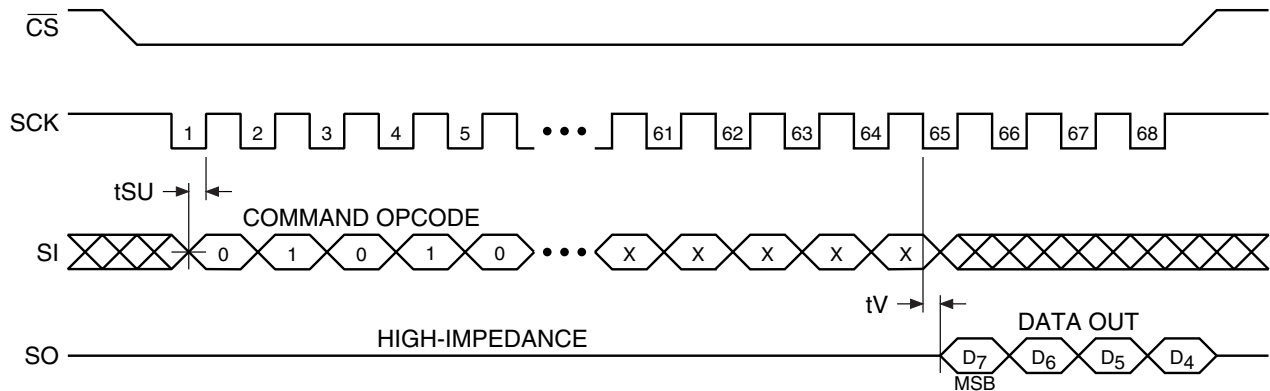 CS
SCK 1 2 3 4 5 ••• 61 62 63 64 65 66 67 68
tSU
COMMAND OPCODE
SI 0 1 0 1 0 ••• X X X X X
tV
HIGH-IMPEDANCE
DATA OUT
SO D7 D6 D5 D4
MSB